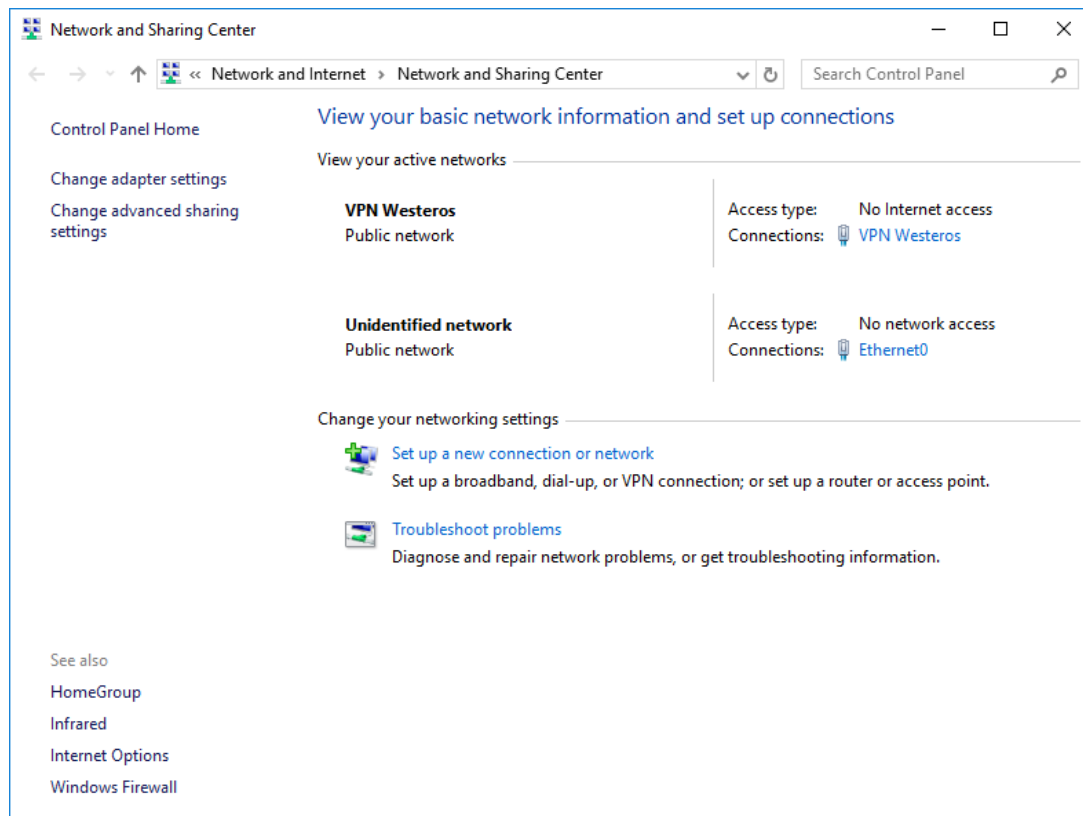 Network and Sharing Center
« Network and Internet › Network and Sharing Center
Search Control Panel
Control Panel Home
Change adapter settings
Change advanced sharing
settings
View your basic network information and set up connections
View your active networks
VPN Westeros
Public network
Access type: No Internet access
Connections: VPN Westeros
Unidentified network
Public network
Access type: No network access
Connections: Ethernet0
Change your networking settings
Set up a new connection or network
Set up a broadband, dial-up, or VPN connection; or set up a router or access point.
Troubleshoot problems
Diagnose and repair network problems, or get troubleshooting information.
See also
HomeGroup
Infrared
Internet Options
Windows Firewall